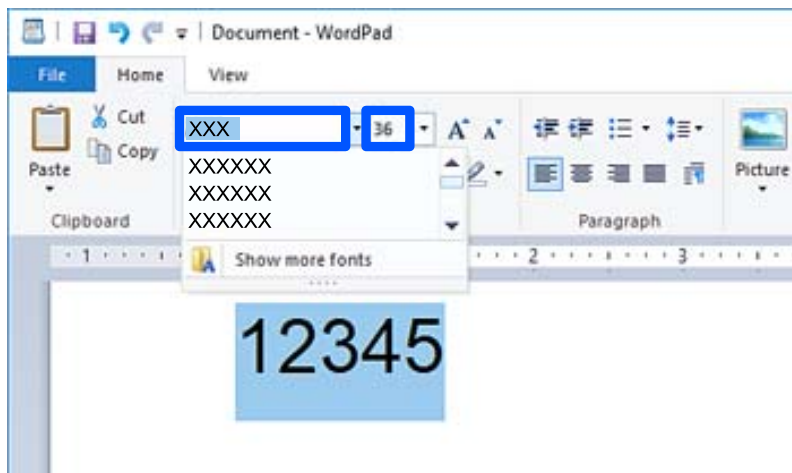 Document - WordPad
File Home View
Cut
Copy
Paste
Clipboard
XXX 36 A A
XXXXXX
XXXXXX
XXXXXX
Show more fonts
Paragraph
Picture
1 2 3
12345